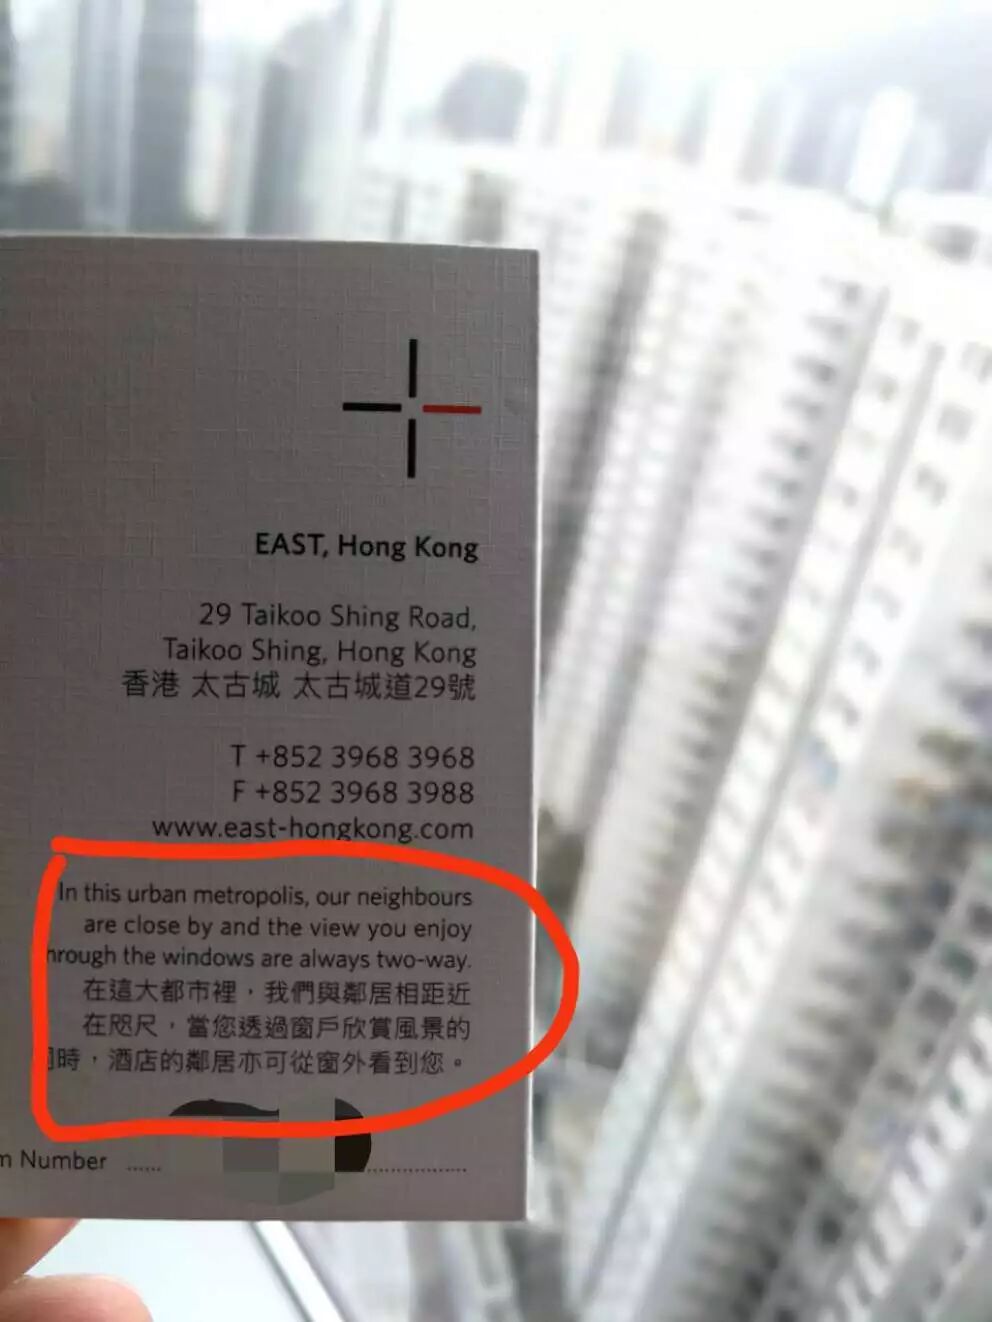 EAST, Hong Kong
29 Taikoo Shing Road,
Taikoo Shing, Hong Kong
香港 太古城 太古城道29號
T +852 3968 3968
F +852 3968 3988
www.east-hongkong.com
In this urban metropolis, our neighbours
are close by and the view you enjoy
hrough the windows are always two-way.
在這大都市裡，我們與鄰居相距近
在咫尺，當您透過窗戶欣賞風景的
時，酒店的鄰居亦可從窗外看到您。
m Number